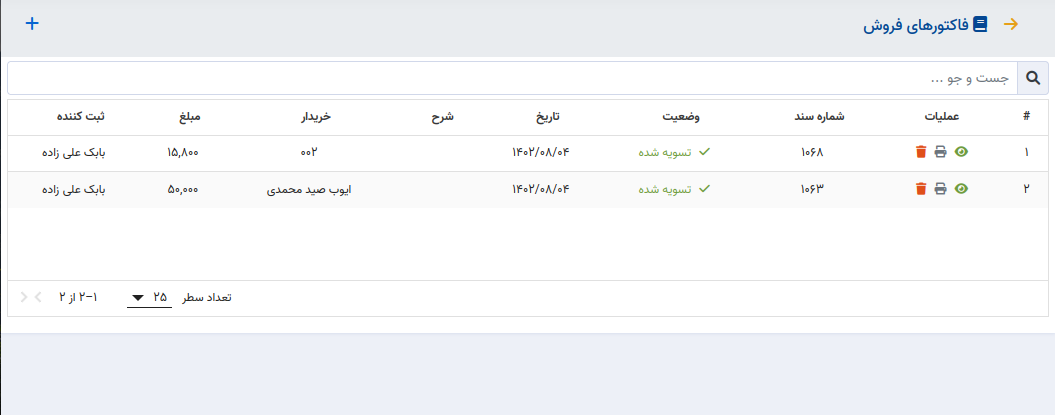 فاکتورهای فروش
جست و جو ...
# عملیات شماره سند وضعیت تاریخ شرح خریدار مبلغ ثبت کننده
۱ ۱۰۶۸ تسویه شده ۱۴۰۲/۰۸/۰۴ ۰۰۲ ۱۵,۸۰۰ بابک علی زاده
۲ ۱۰۶۳ تسویه شده ۱۴۰۲/۰۸/۰۴ ایوب صید محمدی ۵۰,۰۰۰ بابک علی زاده
تعداد سطر ۲۵ ۱–۲ از ۲